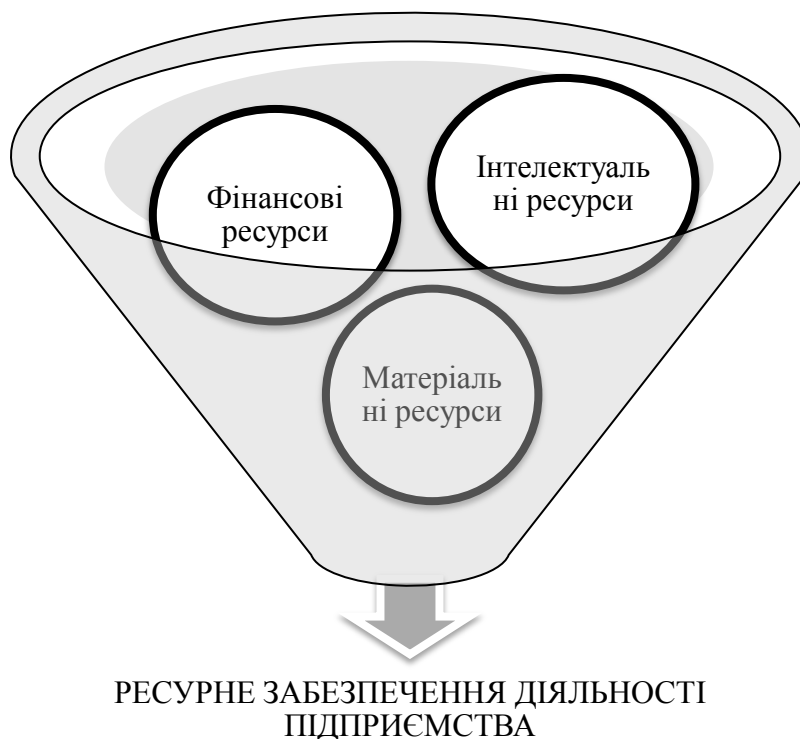 Фінансові
ресурси
Інтелектуаль
ні ресурси
Матеріаль
ні ресурси
РЕСУРНЕ ЗАБЕЗПЕЧЕННЯ ДІЯЛЬНОСТІ
ПІДПРИЄМСТВА